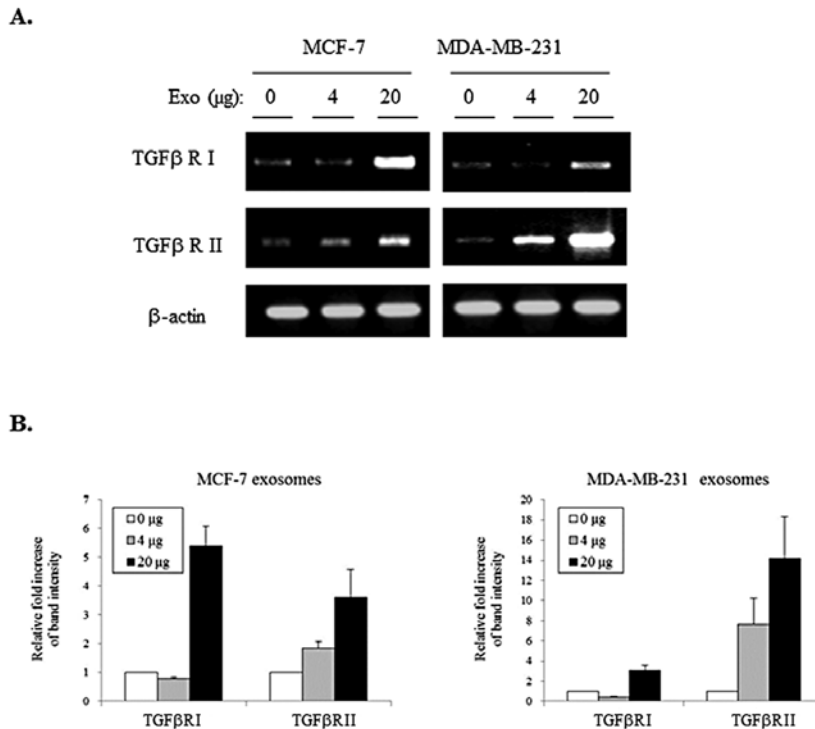 A.
MCF-7 MDA-MB-231
Exo (µg): 0 4 20 0 4 20
TGFβ R I
TGFβ R II
β-actin
B.
MCF-7 exosomes
Relative fold increase
of band intensity
7
6
5
4
3
2
1
0
0 µg
4 µg
20 µg
TGFβRI TGFβRII
MDA-MB-231 exosomes
Relative fold increase
of band intensity
20
18
16
14
12
10
8
6
4
2
0
0 µg
4 µg
20 µg
TGFβRI TGFβRII